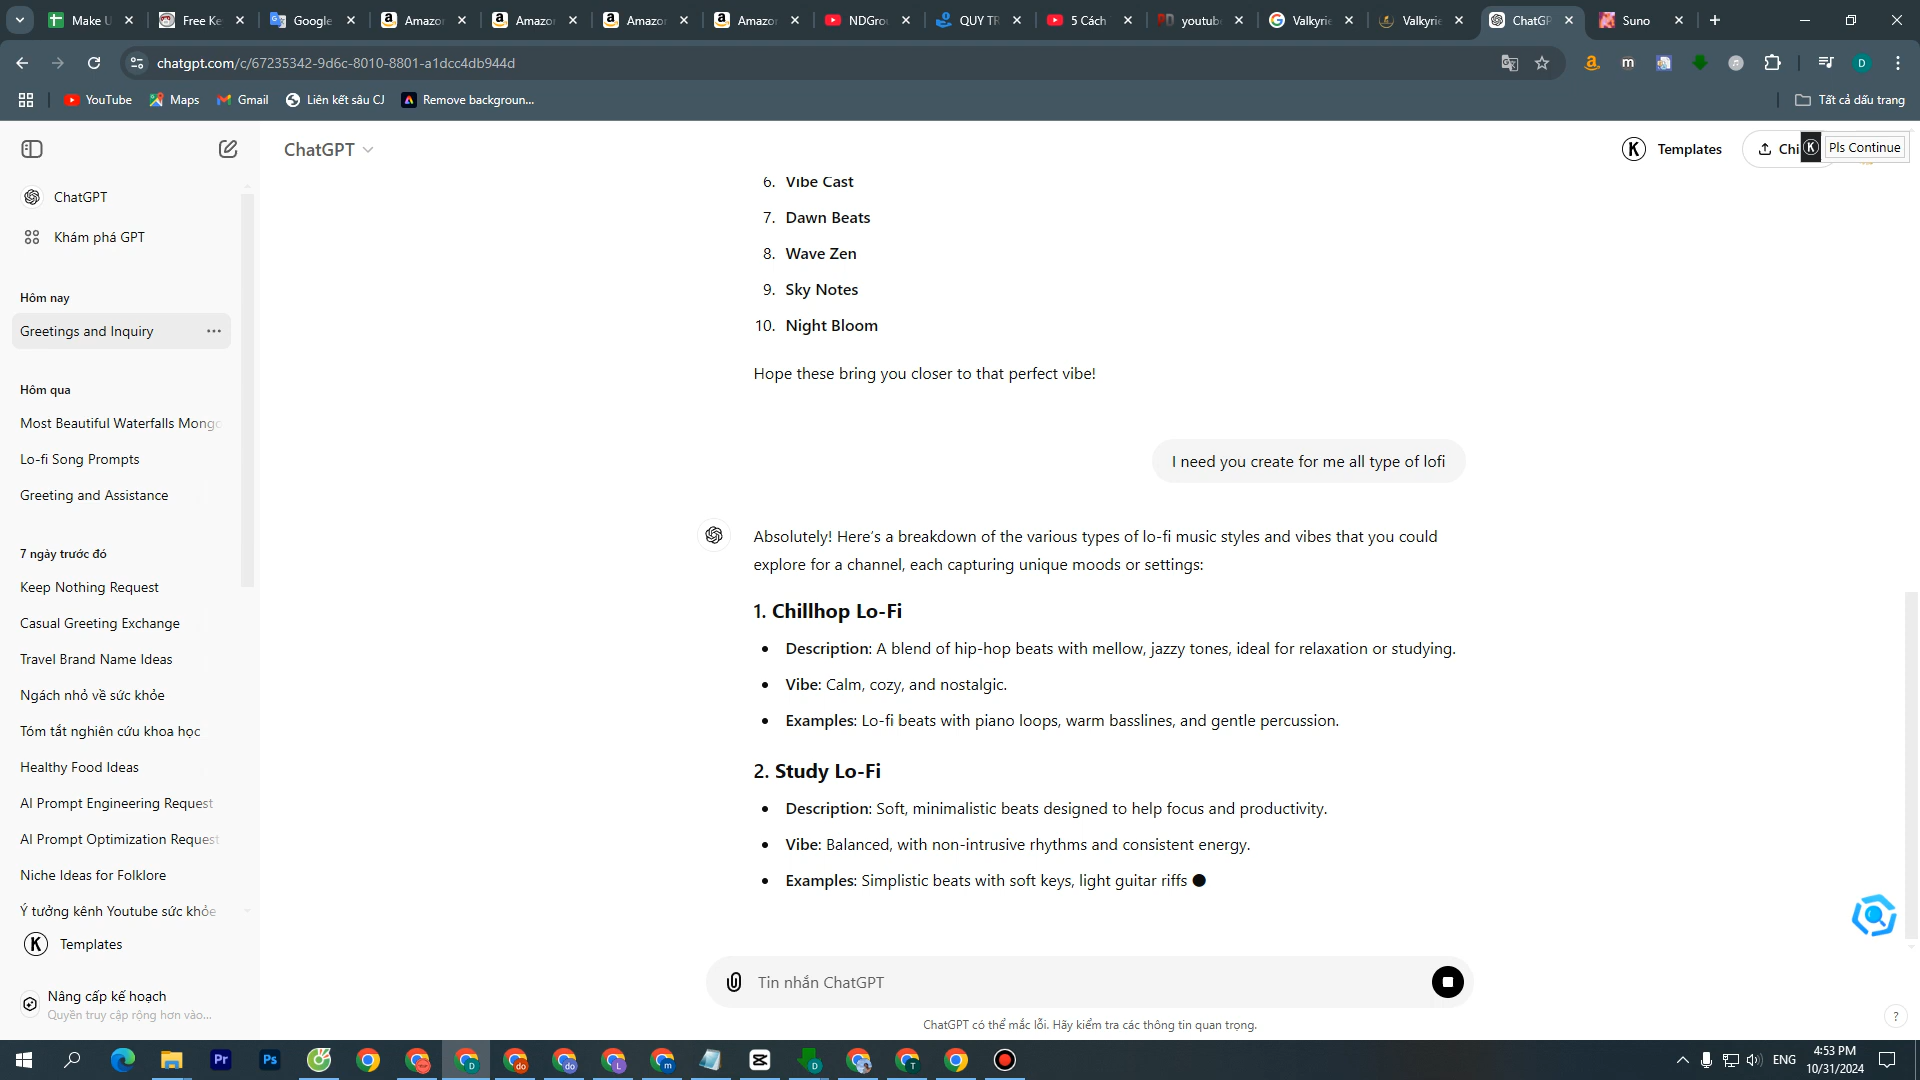 Make U
Free Ke
Google
Amazon
Amazon
Amazon
Amazon
NDGrou
QUY TR
5 Cách
youtube
Valkyrie
Valkyrie
ChatGP
Suno
chatgpt.com/c/67235342-9d6c-8010-8801-a1dcc4db944d
YouTube
Maps
Gmail
Liên kết sâu CJ
Remove backgroun...
Tất cả dấu trang
ChatGPT
Templates
Chi
Pls Continue
ChatGPT
Khám phá GPT
Hôm nay
Greetings and Inquiry
Hôm qua
Most Beautiful Waterfalls Mongo
Lo-fi Song Prompts
Greeting and Assistance
7 ngày trước đó
Keep Nothing Request
Casual Greeting Exchange
Travel Brand Name Ideas
Ngách nhỏ về sức khỏe
Tóm tắt nghiên cứu khoa học
Healthy Food Ideas
AI Prompt Engineering Request
AI Prompt Optimization Request
Niche Ideas for Folklore
Ý tưởng kênh Youtube sức khỏe
Templates
Nâng cấp kế hoạch
Quyền truy cập rộng hơn vào...
6. Vibe Cast
7. Dawn Beats
8. Wave Zen
9. Sky Notes
10. Night Bloom
Hope these bring you closer to that perfect vibe!
I need you create for me all type of lofi
Absolutely! Here's a breakdown of the various types of lo-fi music styles and vibes that you could
explore for a channel, each capturing unique moods or settings:
1. Chillhop Lo-Fi
• Description: A blend of hip-hop beats with mellow, jazzy tones, ideal for relaxation or studying.
• Vibe: Calm, cozy, and nostalgic.
• Examples: Lo-fi beats with piano loops, warm basslines, and gentle percussion.
2. Study Lo-Fi
• Description: Soft, minimalistic beats designed to help focus and productivity.
• Vibe: Balanced, with non-intrusive rhythms and consistent energy.
• Examples: Simplistic beats with soft keys, light guitar riffs
Tin nhắn ChatGPT
ChatGPT có thể mắc lỗi. Hãy kiểm tra các thông tin quan trọng.
?
ENG
4:53 PM
10/31/2024